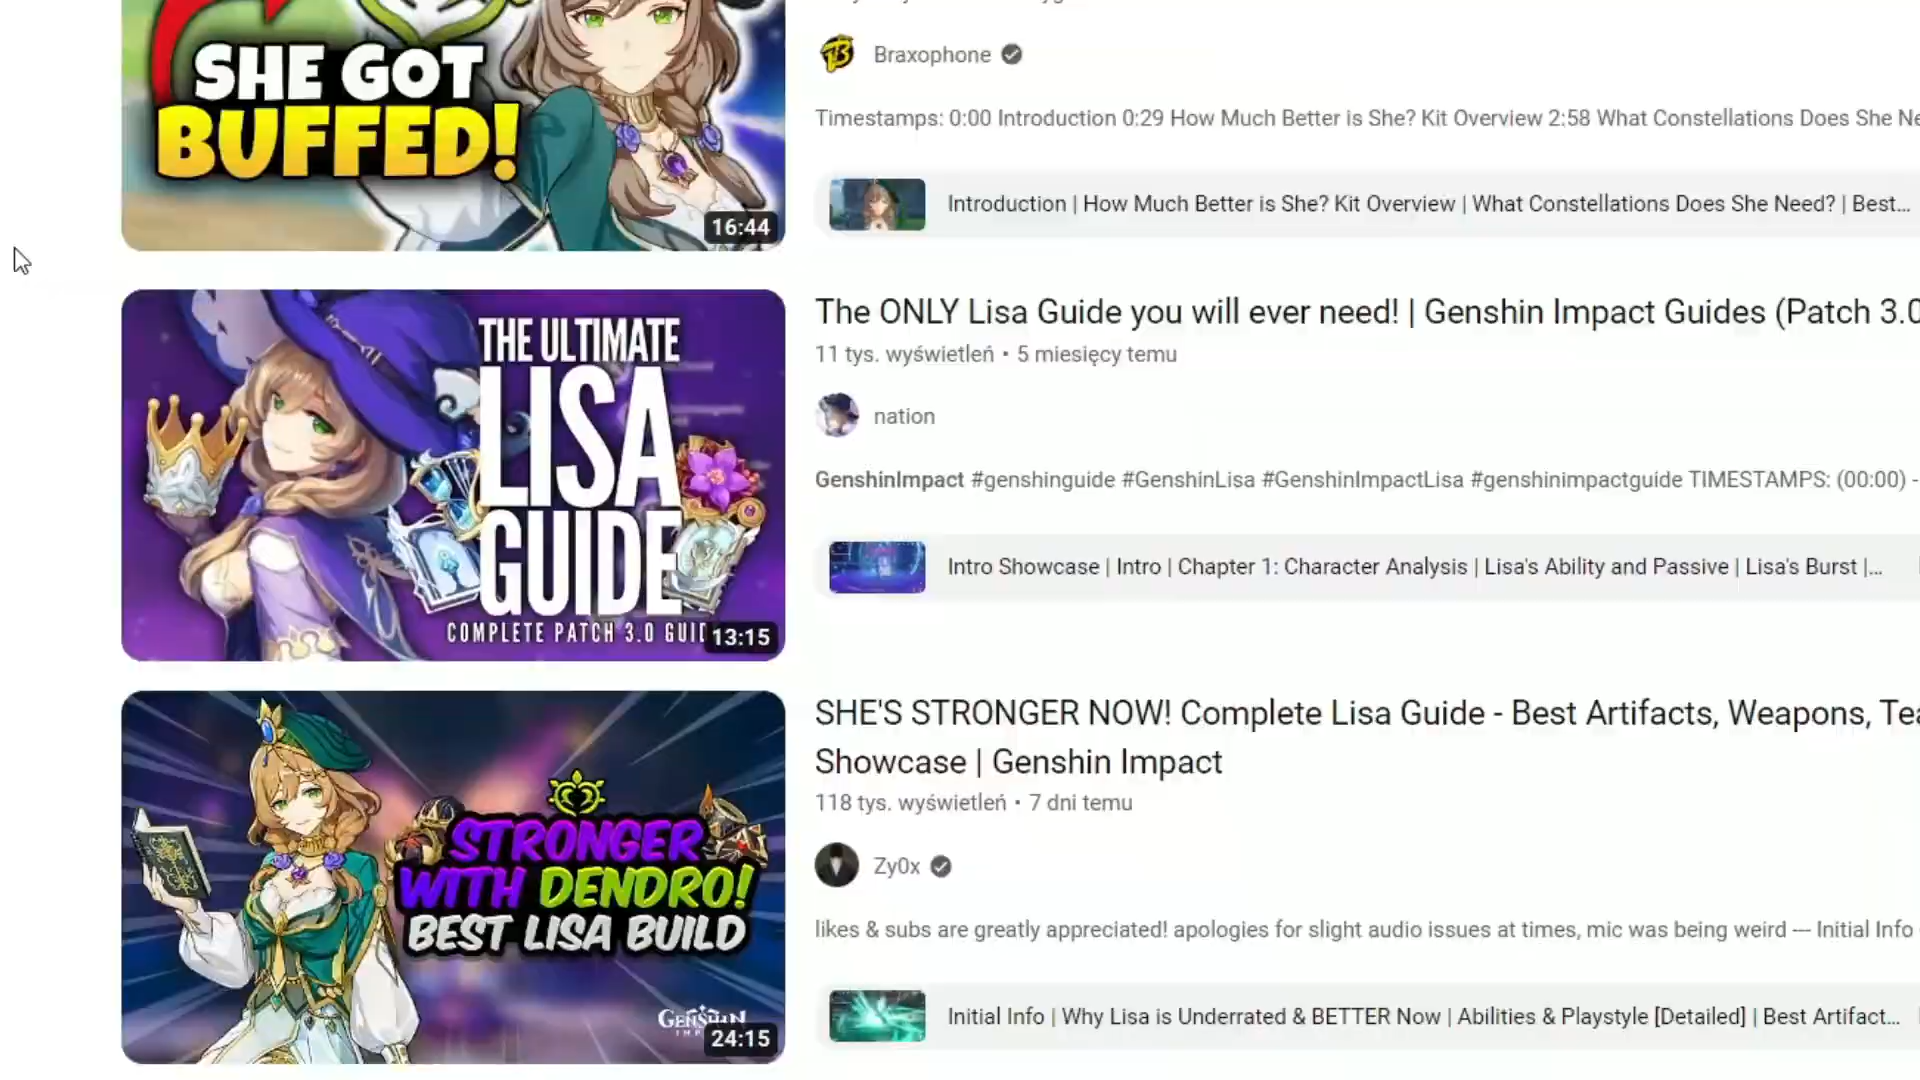 SHE GOT
BUFFED!
16:44
Braxophone
Timestamps: 0:00 Introduction 0:29 How Much Better is She? Kit Overview 2:58 What Constellations Does She Ne
Introduction | How Much Better is She? Kit Overview | What Constellations Does She Need? | Best...
THE ULTIMATE
LISA
GUIDE
COMPLETE PATCH 3.0 GUID
13:15
The ONLY Lisa Guide you will ever need! | Genshin Impact Guides (Patch 3.0
11 tys. wyświetleń • 5 miesięcy temu
nation
GenshinImpact #genshinguide #GenshinLisa #GenshinImpactLisa #genshinimpactguide TIMESTAMPS: (00:00) -
Intro Showcase | Intro | Chapter 1: Character Analysis | Lisa's Ability and Passive | Lisa's Burst |...
STRONGER
WITH DENDRO!
BEST LISA BUILD
GENSHIN
24:15
SHE'S STRONGER NOW! Complete Lisa Guide - Best Artifacts, Weapons, Tea
Showcase | Genshin Impact
118 tys. wyświetleń • 7 dni temu
Zy0x
likes & subs are greatly appreciated! apologies for slight audio issues at times, mic was being weird --- Initial Info
Initial Info | Why Lisa is Underrated & BETTER Now | Abilities & Playstyle [Detailed] | Best Artifact...